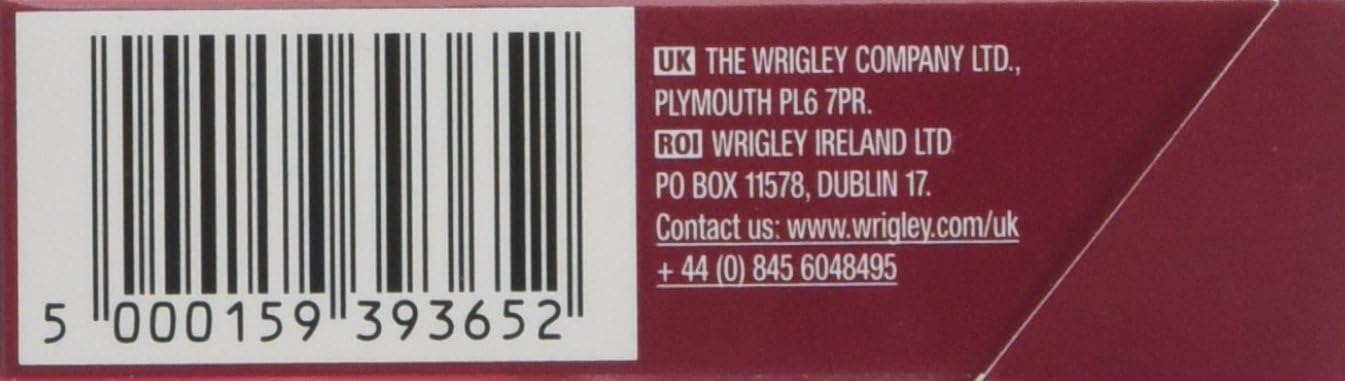 5 000159 393652
UK THE WRIGLEY COMPANY LTD.,
PLYMOUTH PL6 7PR.
ROI WRIGLEY IRELAND LTD
PO BOX 11578, DUBLIN 17.
Contact us: www.wrigley.com/uk
+ 44 (0) 845 6048495